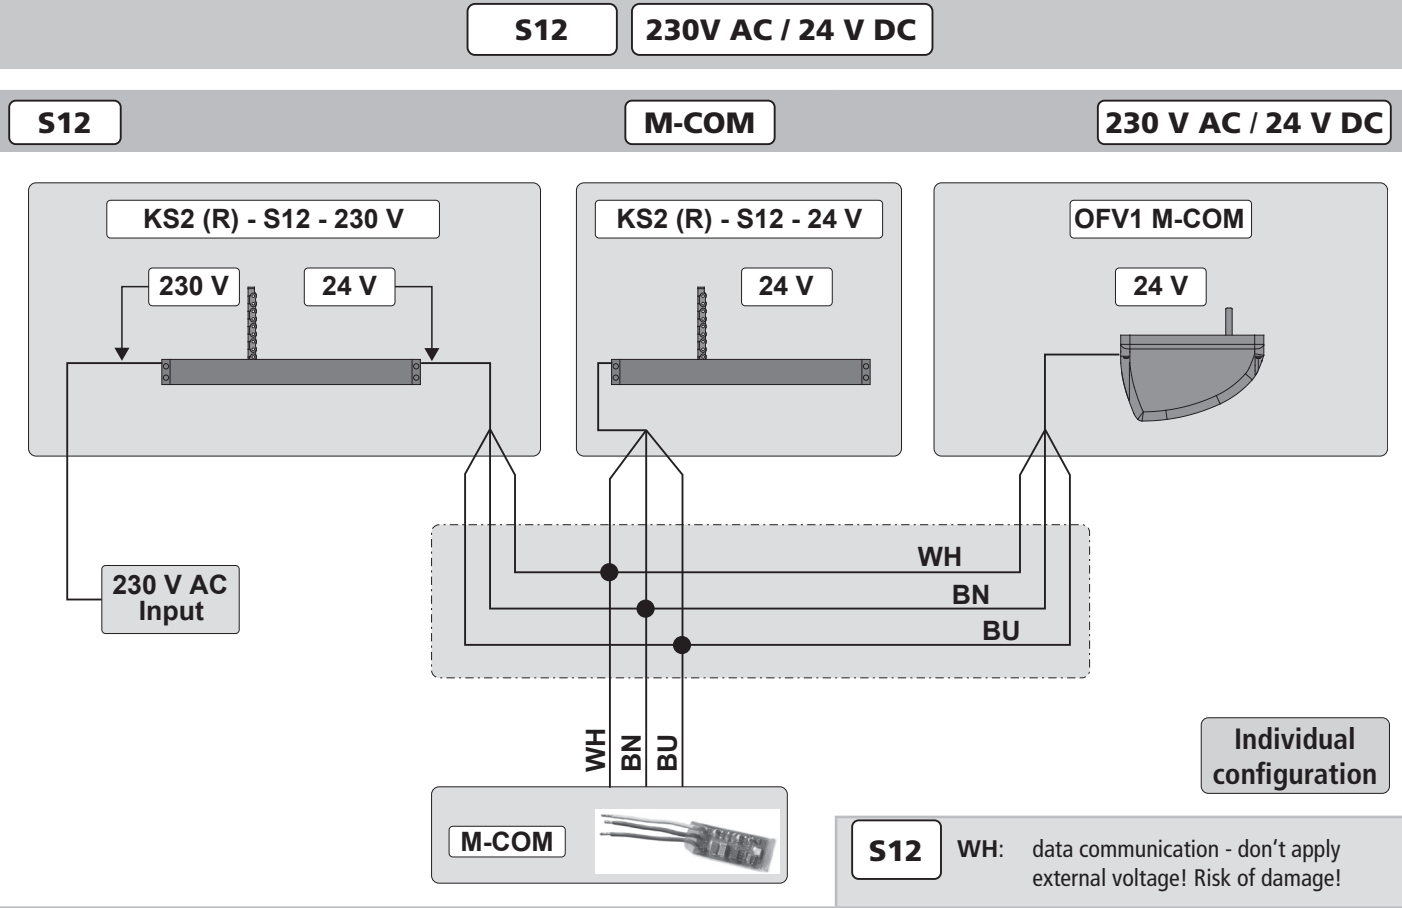 S12
230V AC / 24 V DC
S12
M-COM
230 V AC / 24 V DC
KS2 (R) - S12 - 230 V
230 V
24 V
KS2 (R) - S12 - 24 V
24 V
OFV1 M-COM
24 V
230 V AC
Input
WH
BN
BU
WH
BN
BU
M-COM
Individual
configuration
S12
WH: data communication - don't apply
external voltage! Risk of damage!